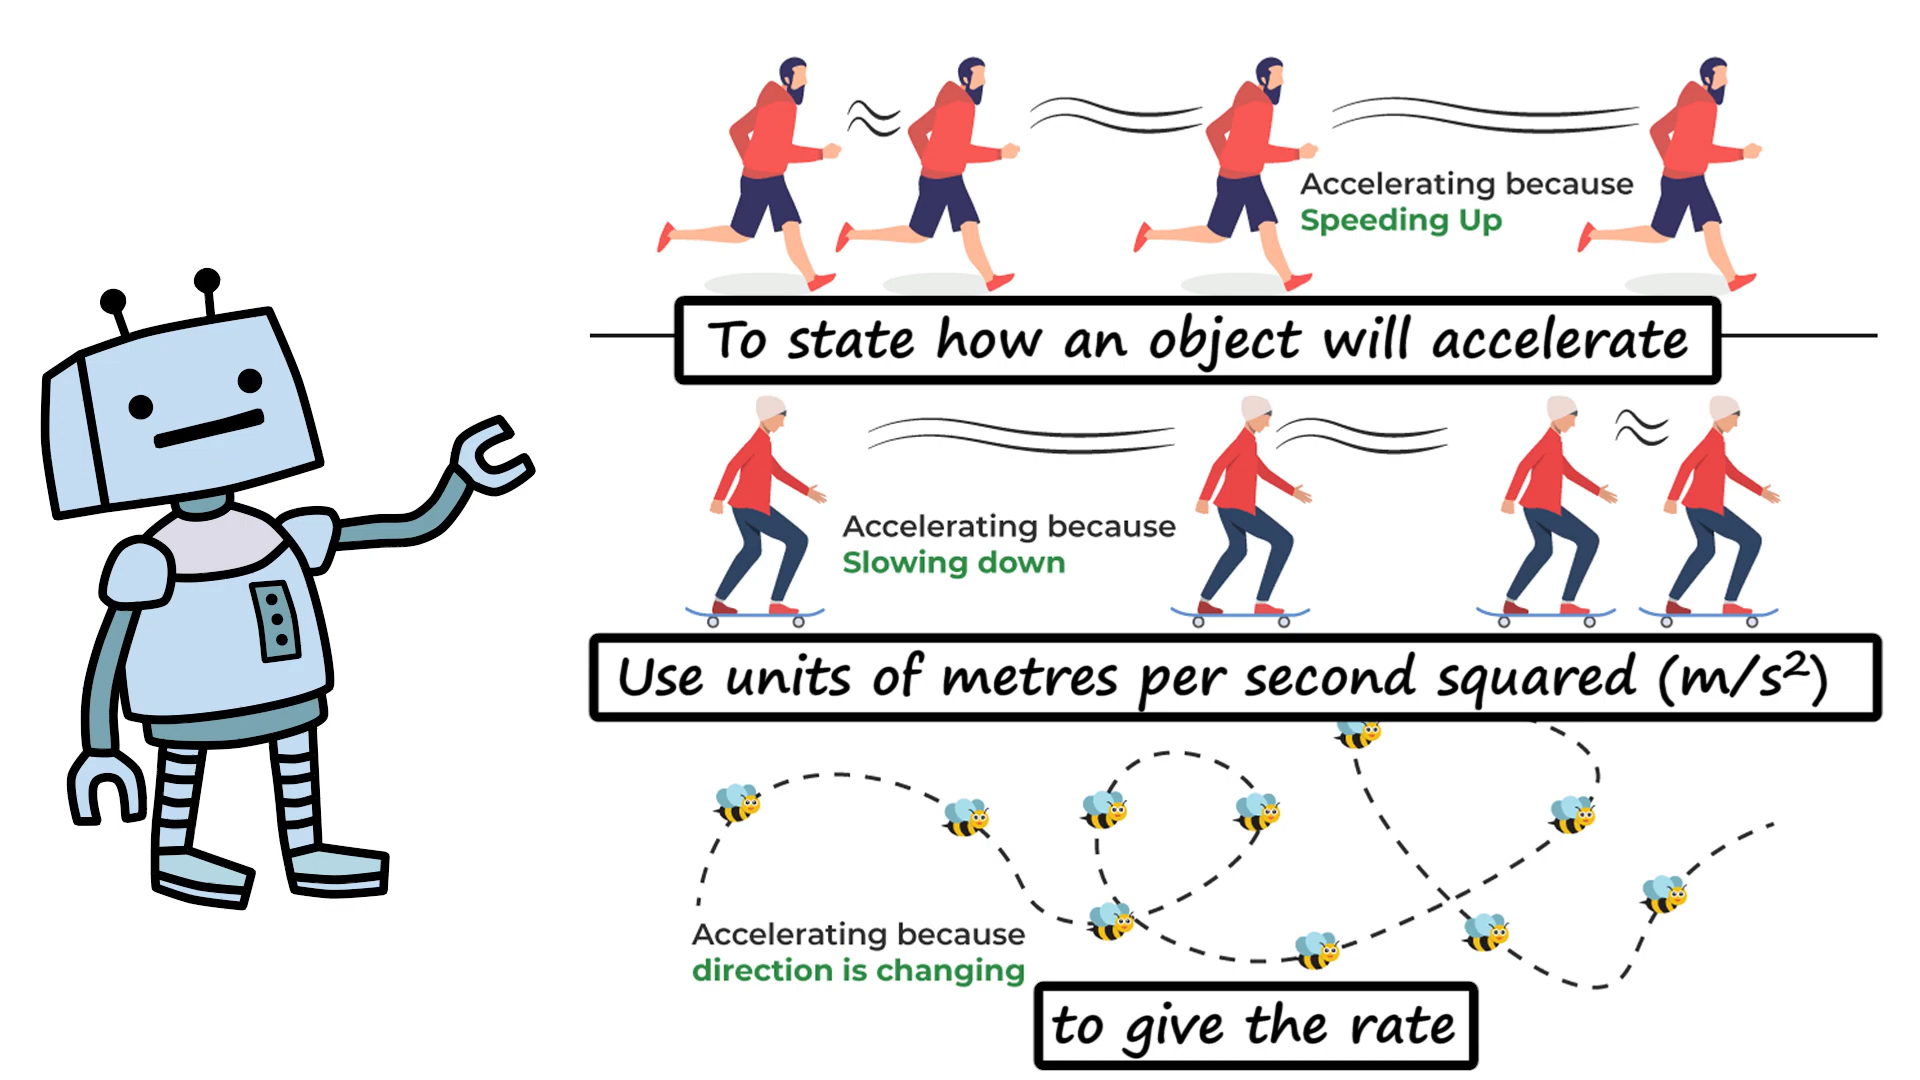 Accelerating because
Speeding Up
To state how an object will accelerate
Accelerating because
Slowing down
Use units of metres per second squared (m/s²)
Accelerating because
direction is changing
to give the rate